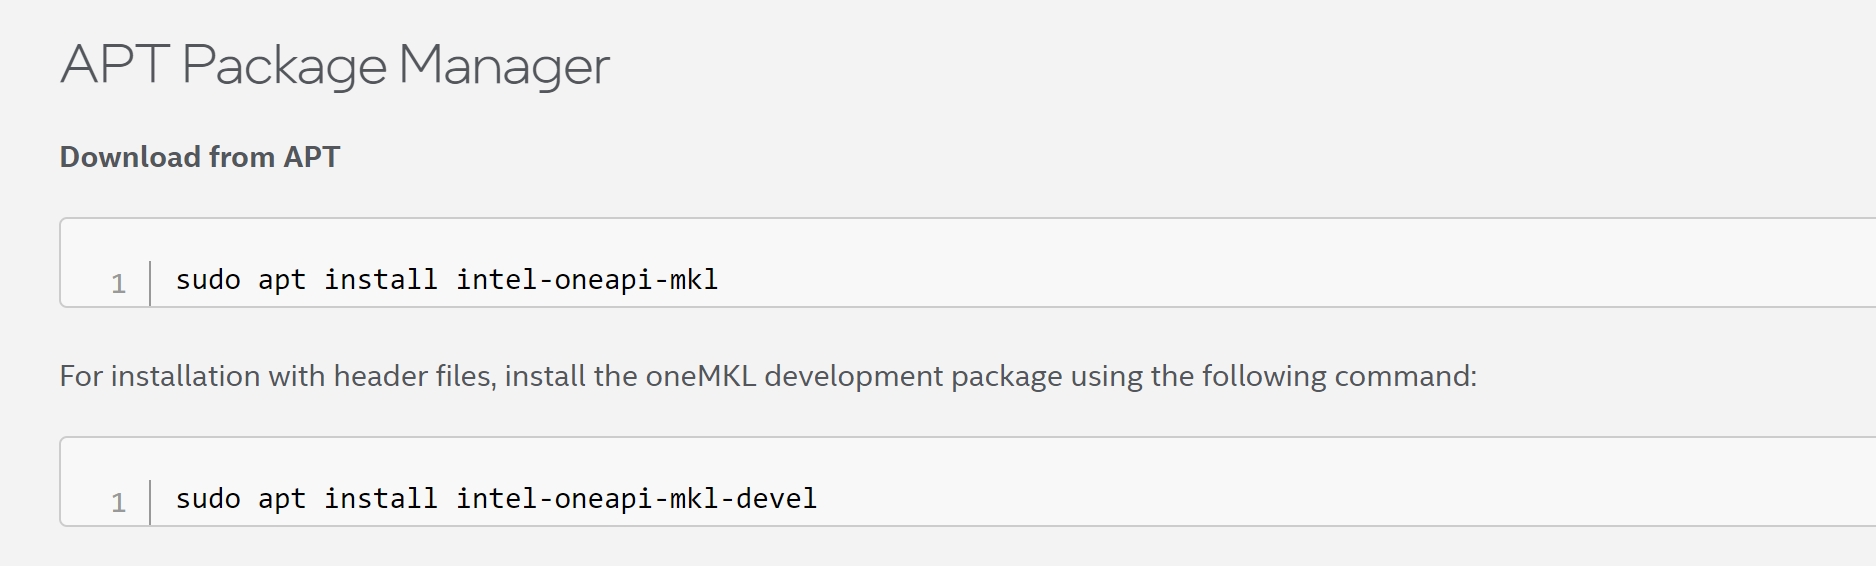 APT Package Manager
Download from APT
1 sudo apt install intel-oneapi-mkl
For installation with header files, install the oneMKL development package using the following command:
1 sudo apt install intel-oneapi-mkl-devel